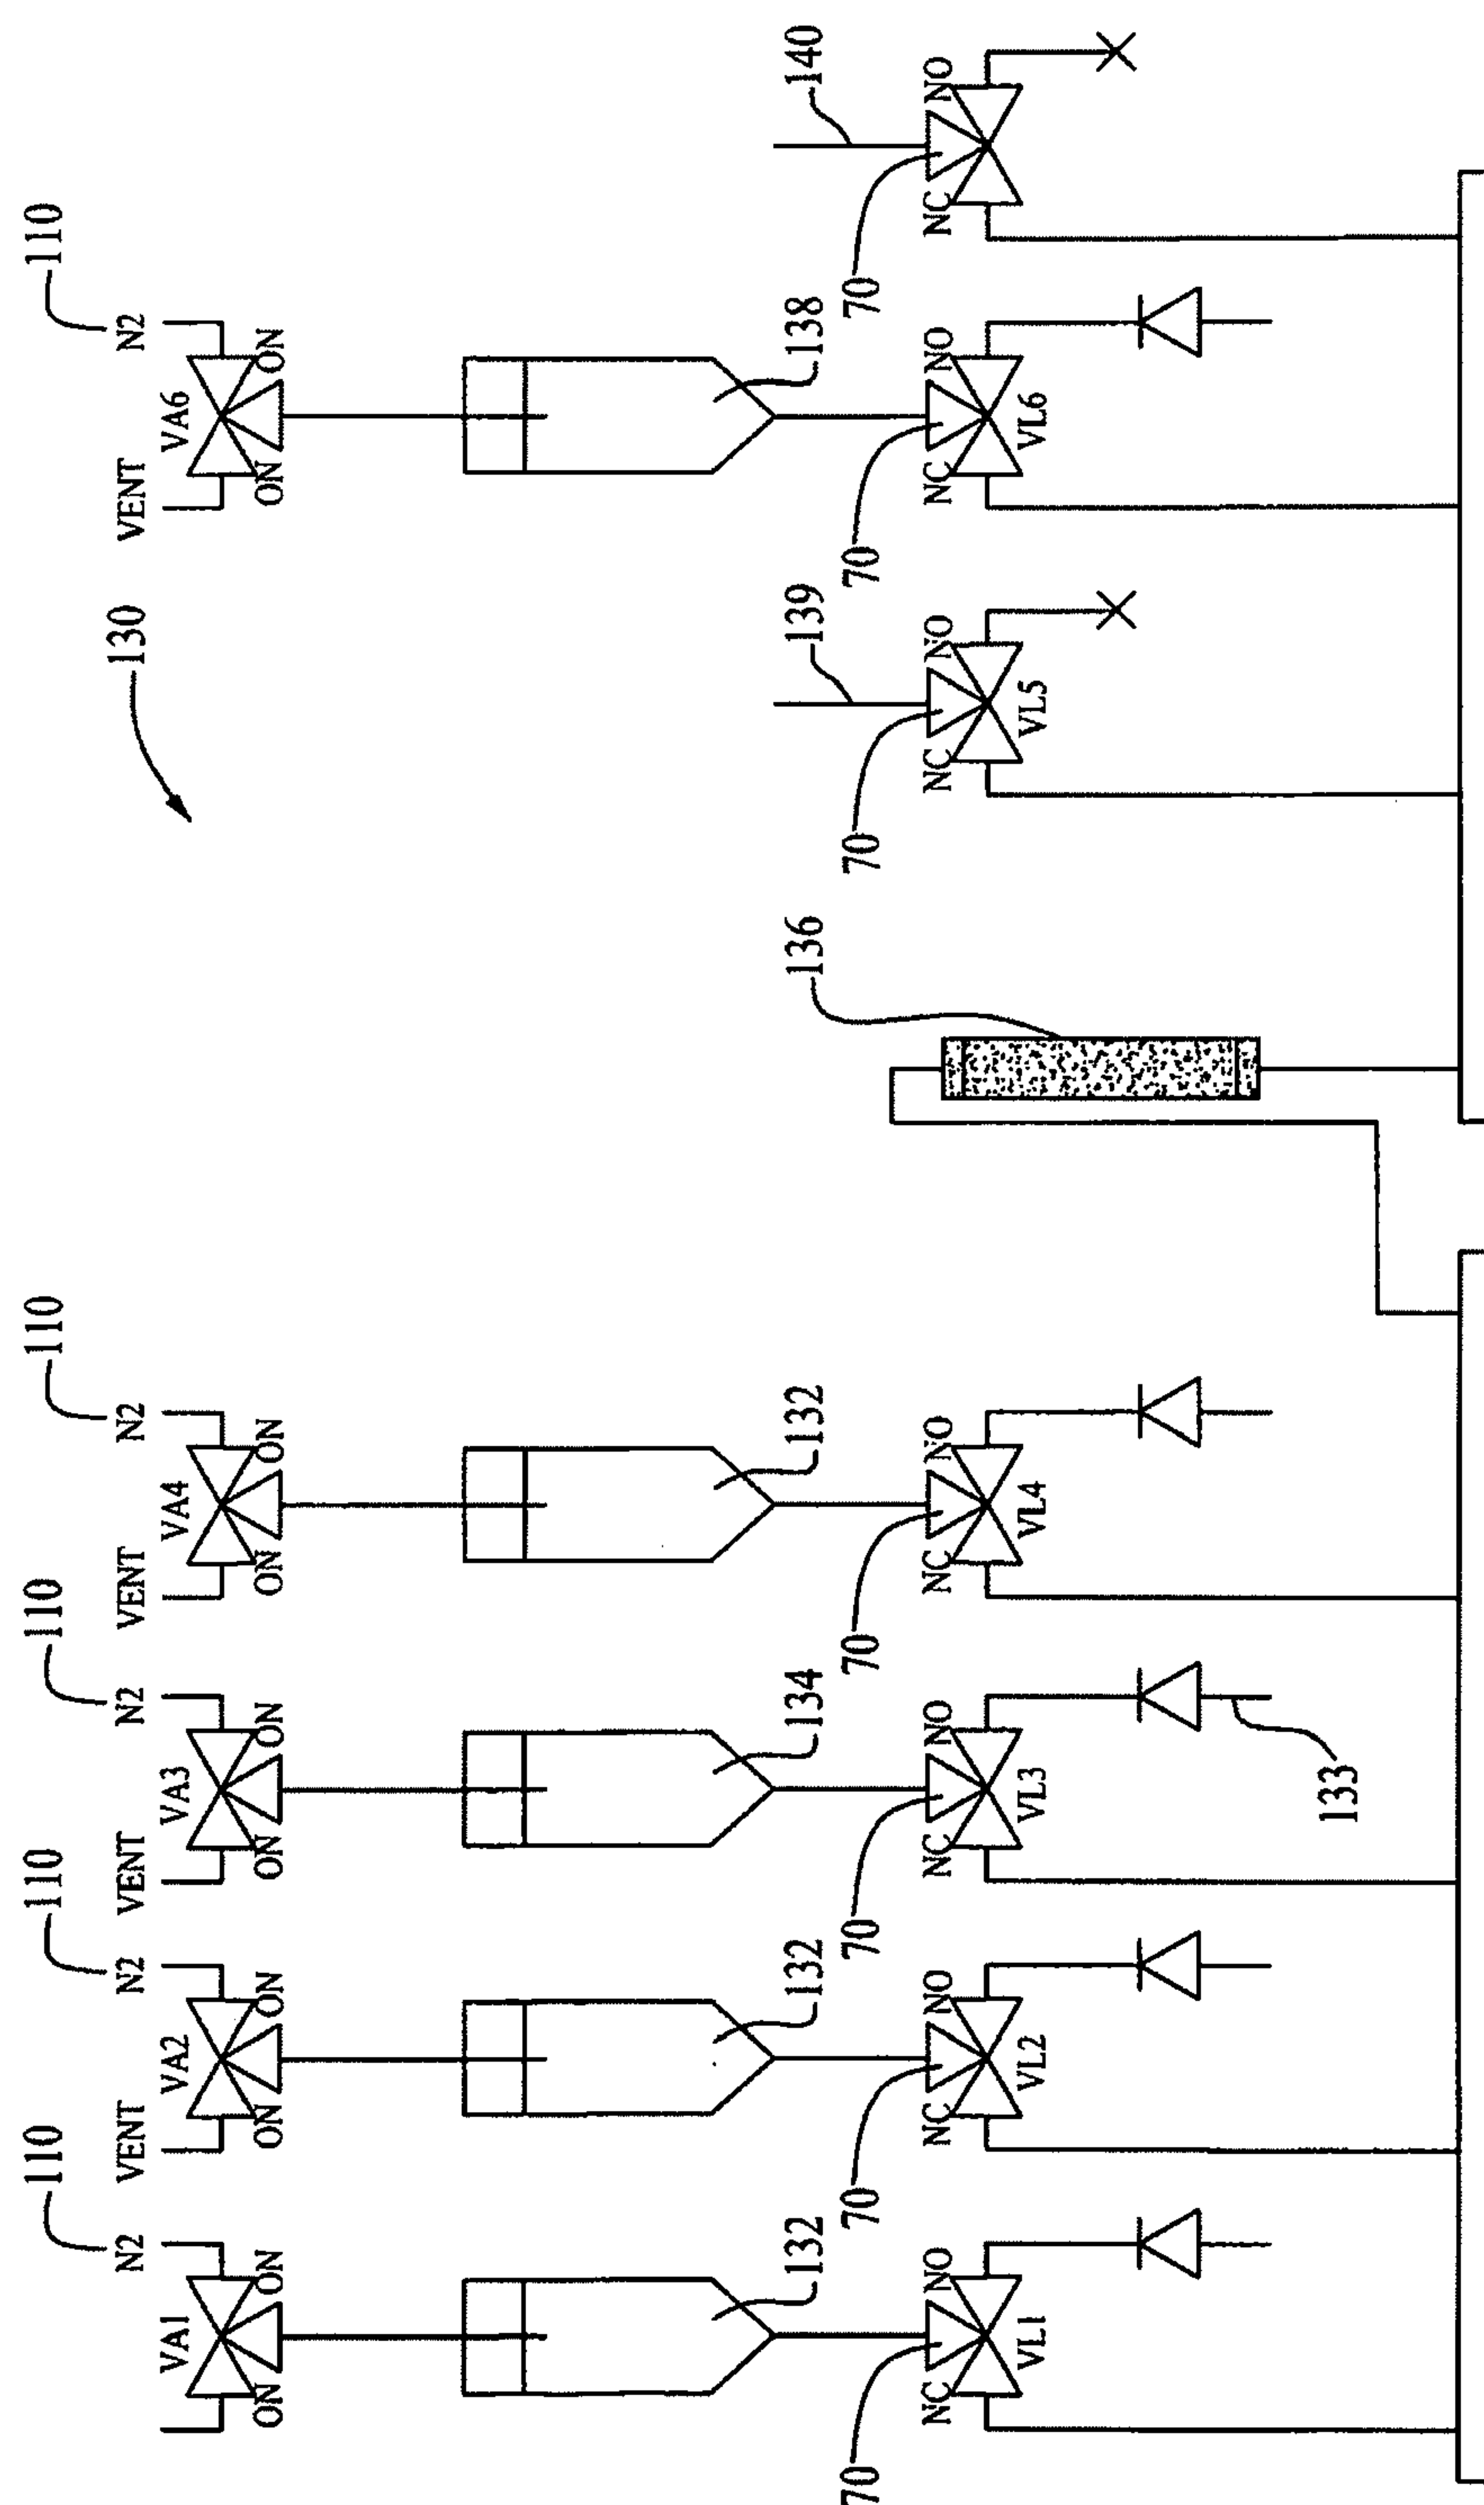 110
110
110
110
110
130
N2
N2
VENT
N2
VENT
N2
VENT
N2
VENT
VA1
VA2
VA3
VA4
VA6
ON
ON
ON
ON
ON
ON
ON
ON
ON
ON
132
132
134
132
136
139
138
140
70
70
70
70
70
70
70
NC
NO
NC
NO
NC
NO
NC
NO
NC
NO
NC
NO
NC
NO
VL1
VL2
VL3
VL4
VL5
VL6
133